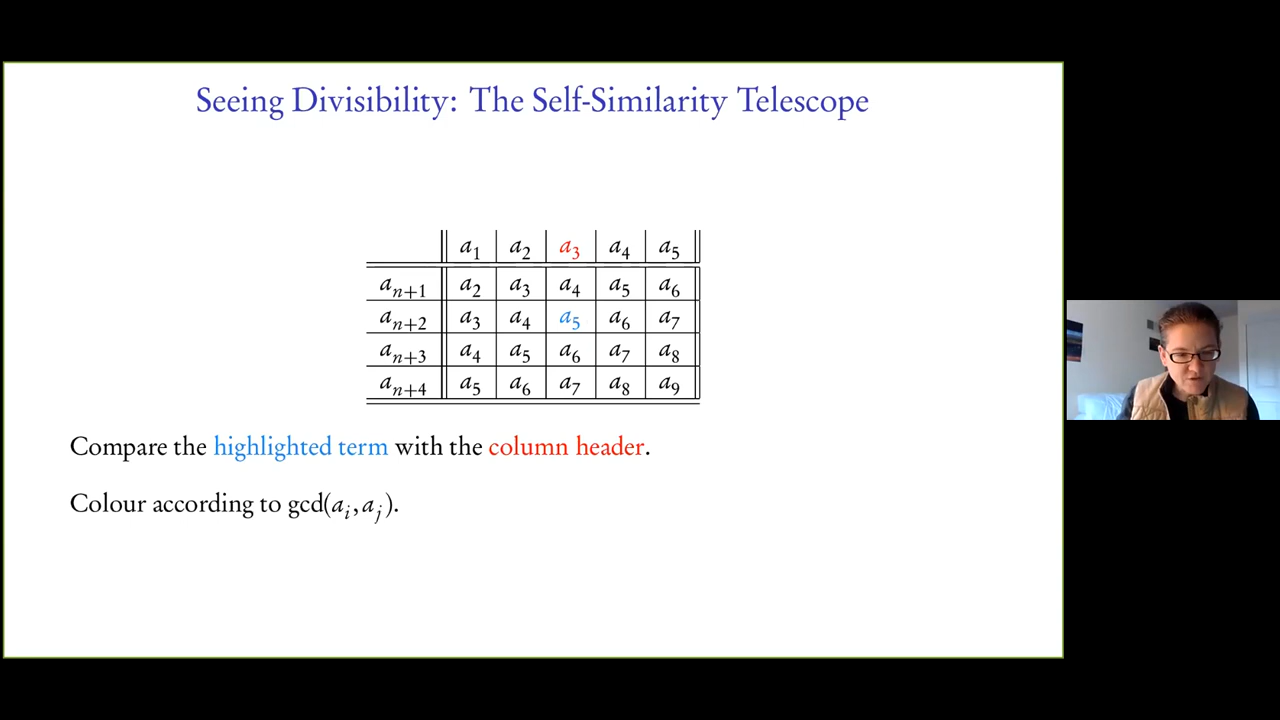 Seeing Divisibility: The Self-Similarity Telescope
a₁ a₂ a₃ a₄ a₅
aₙ₊₁ a₂ a₃ a₄ a₅ a₆
aₙ₊₂ a₃ a₄ a₅ a₆ a₇
aₙ₊₃ a₄ a₅ a₆ a₇ a₈
aₙ₊₄ a₅ a₆ a₇ a₈ a₉
Compare the highlighted term with the column header.
Colour according to gcd(aᵢ, aⱼ).